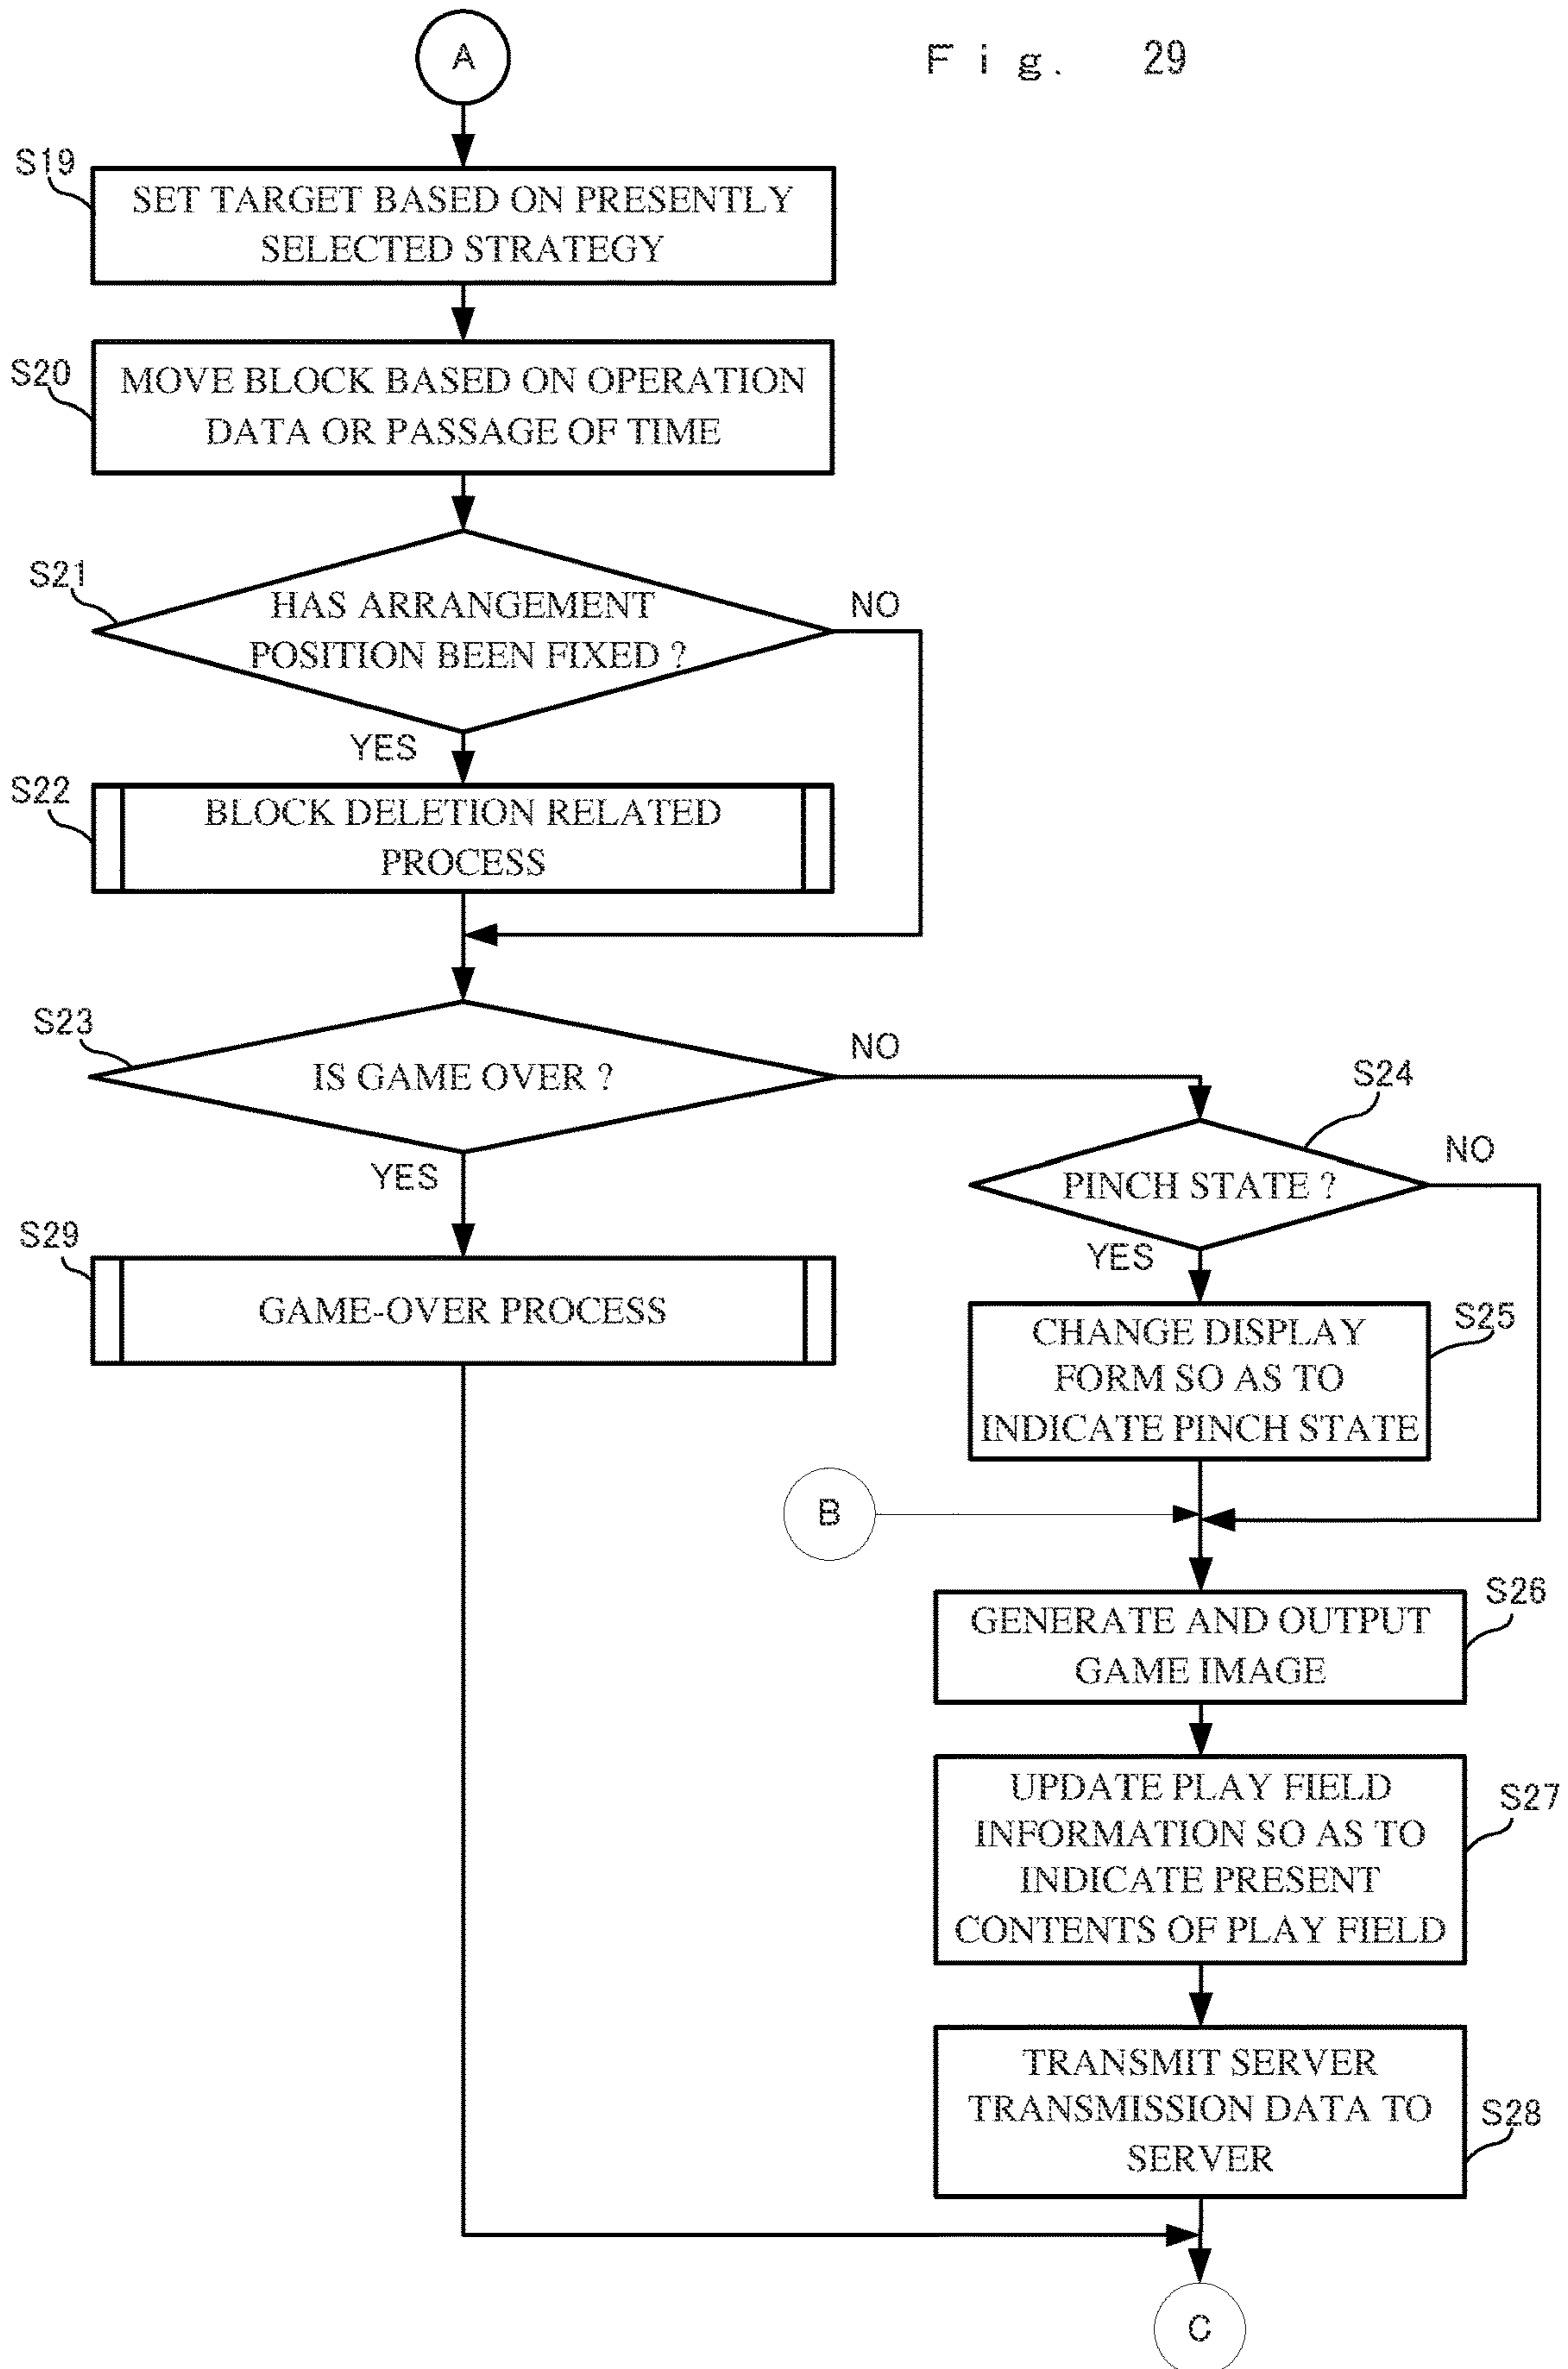 A
Fig. 29
S19
SET TARGET BASED ON PRESENTLY
SELECTED STRATEGY
S20
MOVE BLOCK BASED ON OPERATION
DATA OR PASSAGE OF TIME
S21
HAS ARRANGEMENT
POSITION BEEN FIXED ?
NO
YES
S22
BLOCK DELETION RELATED
PROCESS
S23
IS GAME OVER ?
NO
YES
S24
PINCH STATE ?
NO
YES
S29
GAME-OVER PROCESS
S25
CHANGE DISPLAY
FORM SO AS TO
INDICATE PINCH STATE
B
S26
GENERATE AND OUTPUT
GAME IMAGE
S27
UPDATE PLAY FIELD
INFORMATION SO AS TO
INDICATE PRESENT
CONTENTS OF PLAY FIELD
S28
TRANSMIT SERVER
TRANSMISSION DATA TO
SERVER
C